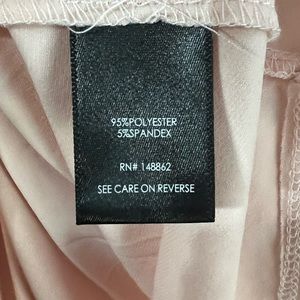 95%POLYESTER
5%SPANDEX
RN# 148862
SEE CARE ON REVERSE